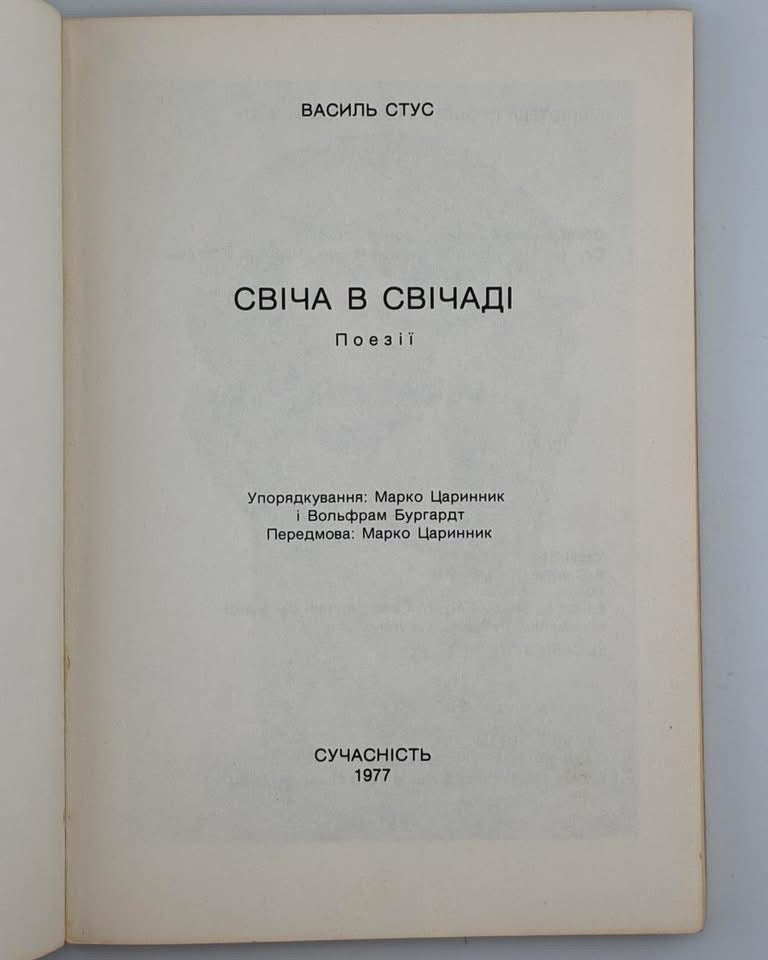 ВАСИЛЬ СТУС
СВІЧА В СВІЧАДІ
Поезії
Упорядкування: Марко Царинник
і Вольфрам Бургардт
Передмова: Марко Царинник
СУЧАСНІСТЬ
1977